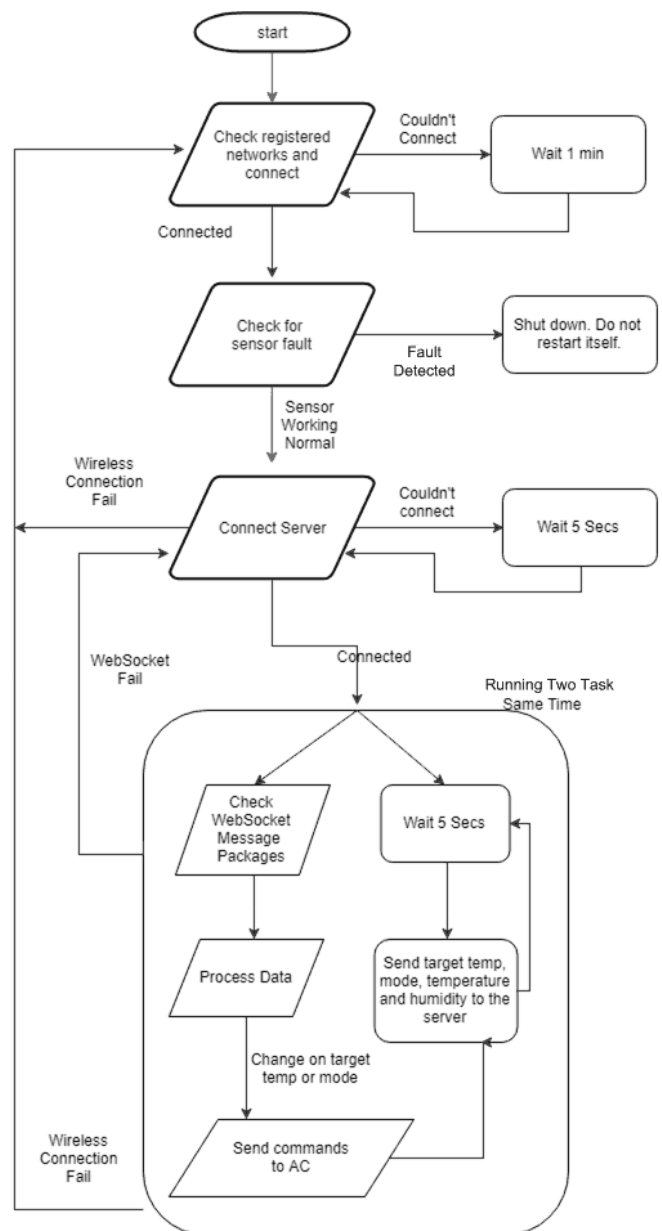 start
Check registered
networks and
connect
Couldn't
Connect
Wait 1 min
Connected
Check for
sensor fault
Fault
Detected
Shut down. Do not
restart itself.
Sensor
Working
Normal
Wireless
Connection
Fail
Connect Server
Couldn't
connect
Wait 5 Secs
WebSocket
Fail
Connected
Running Two Task
Same Time
Check
WebSocket
Message
Packages
Wait 5 Secs
Process Data
Send target temp,
mode, temperature
and humidity to the
server
Change on target
temp or mode
Wireless
Connection
Fail
Send commands
to AC